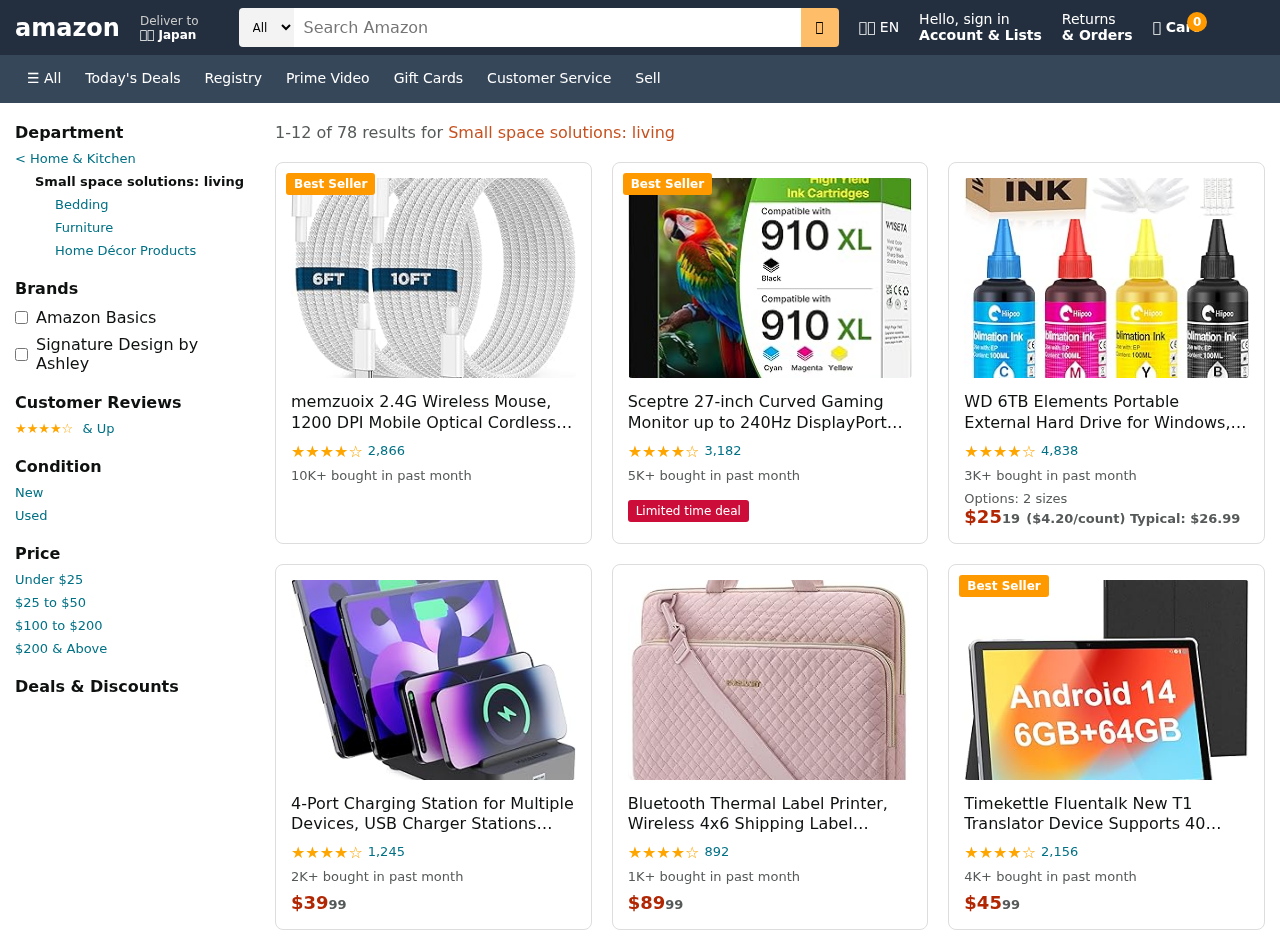 amazon
Deliver to
Japan
All
Search Amazon
EN
Hello, sign in
Account & Lists
Returns
& Orders
0
☰ All
Today's Deals
Registry
Prime Video
Gift Cards
Customer Service
Sell
Department
< Home & Kitchen
Small space solutions: living
Bedding
Furniture
Home Décor Products
Brands
Amazon Basics
Signature Design by
Ashley
Customer Reviews
★★★★☆ & Up
Condition
New
Used
Price
Under $25
$25 to $50
$100 to $200
$200 & Above
Deals & Discounts
1-12 of 78 results for Small space solutions: living
Best Seller
6FT
10FT
memzuoix 2.4G Wireless Mouse,
1200 DPI Mobile Optical Cordless…
★★★★☆ 2,866
10K+ bought in past month
Best Seller
High Yield
Ink Cartridges
Compatible with
910 XL
Black
Compatible with
910 XL
Cyan Magenta Yellow
Sceptre 27-inch Curved Gaming
Monitor up to 240Hz DisplayPort…
★★★★☆ 3,182
5K+ bought in past month
Limited time deal
INK
Hiipoo
Hiipoo
Hiipoo
Hiipoo
C
M
Y
B
WD 6TB Elements Portable
External Hard Drive for Windows,…
★★★★☆ 4,838
3K+ bought in past month
Options: 2 sizes
$25 19 ($4.20/count) Typical: $26.99
4-Port Charging Station for Multiple
Devices, USB Charger Stations…
★★★★☆ 1,245
2K+ bought in past month
$39 99
Bluetooth Thermal Label Printer,
Wireless 4x6 Shipping Label…
★★★★☆ 892
1K+ bought in past month
$89 99
Best Seller
Android 14
6GB+64GB
Timekettle Fluentalk New T1
Translator Device Supports 40…
★★★★☆ 2,156
4K+ bought in past month
$45 99